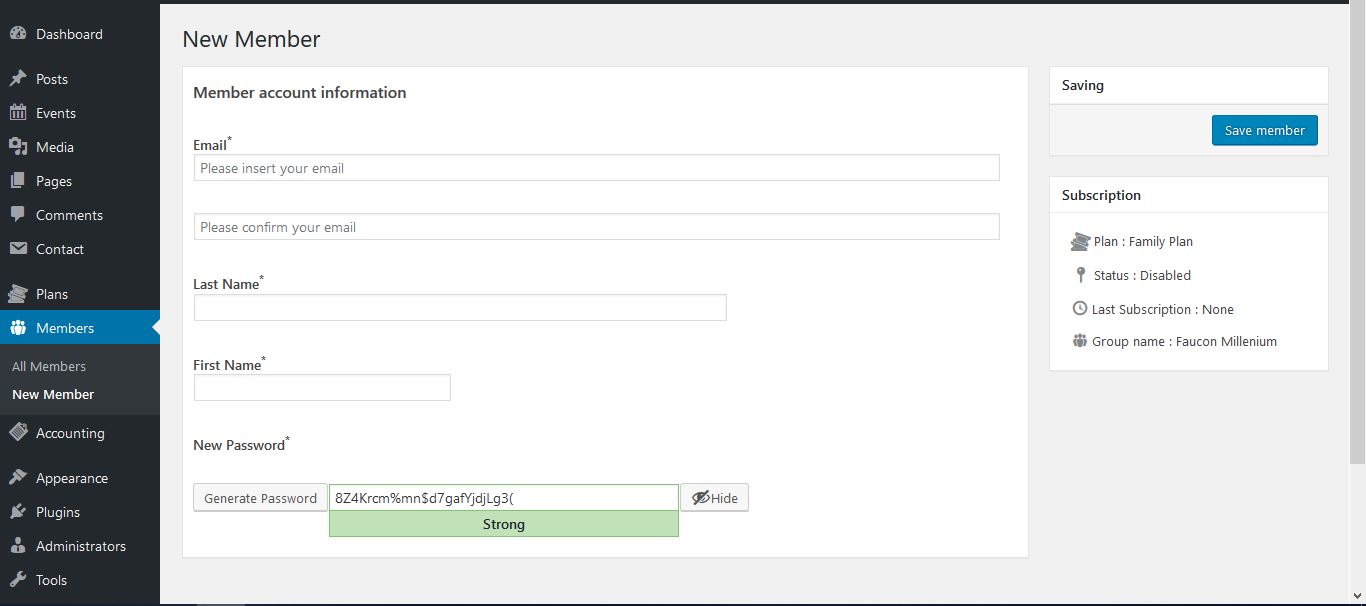 Dashboard
Posts
Events
Media
Pages
Comments
Contact
Plans
Members
All Members
New Member
Accounting
Appearance
Plugins
Administrators
Tools
New Member
Member account information
Email*
Please insert your email
Please confirm your email
Last Name*
First Name*
New Password*
Generate Password 8Z4Krcm%mn$d7gafYjdjLg3( Hide
Strong
Saving
Save member
Subscription
Plan : Family Plan
Status : Disabled
Last Subscription : None
Group name : Faucon Millenium